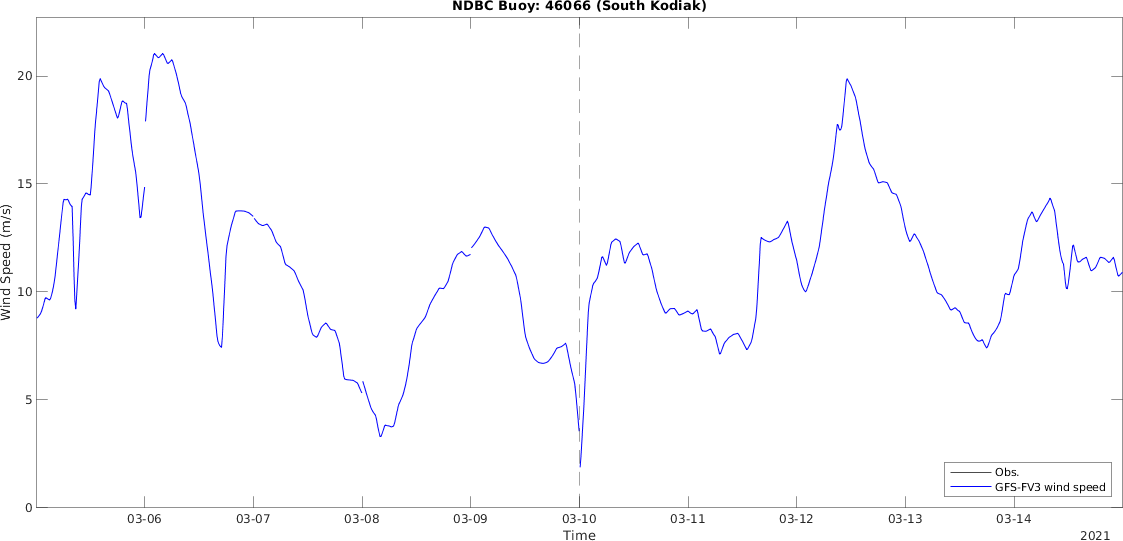 NDBC Buoy: 46066 (South Kodiak)
Wind Speed (m/s)
20
15
10
5
0
Obs.
GFS-FV3 wind speed
03-06 03-07 03-08 03-09 03-10 03-11 03-12 03-13 03-14
Time
2021